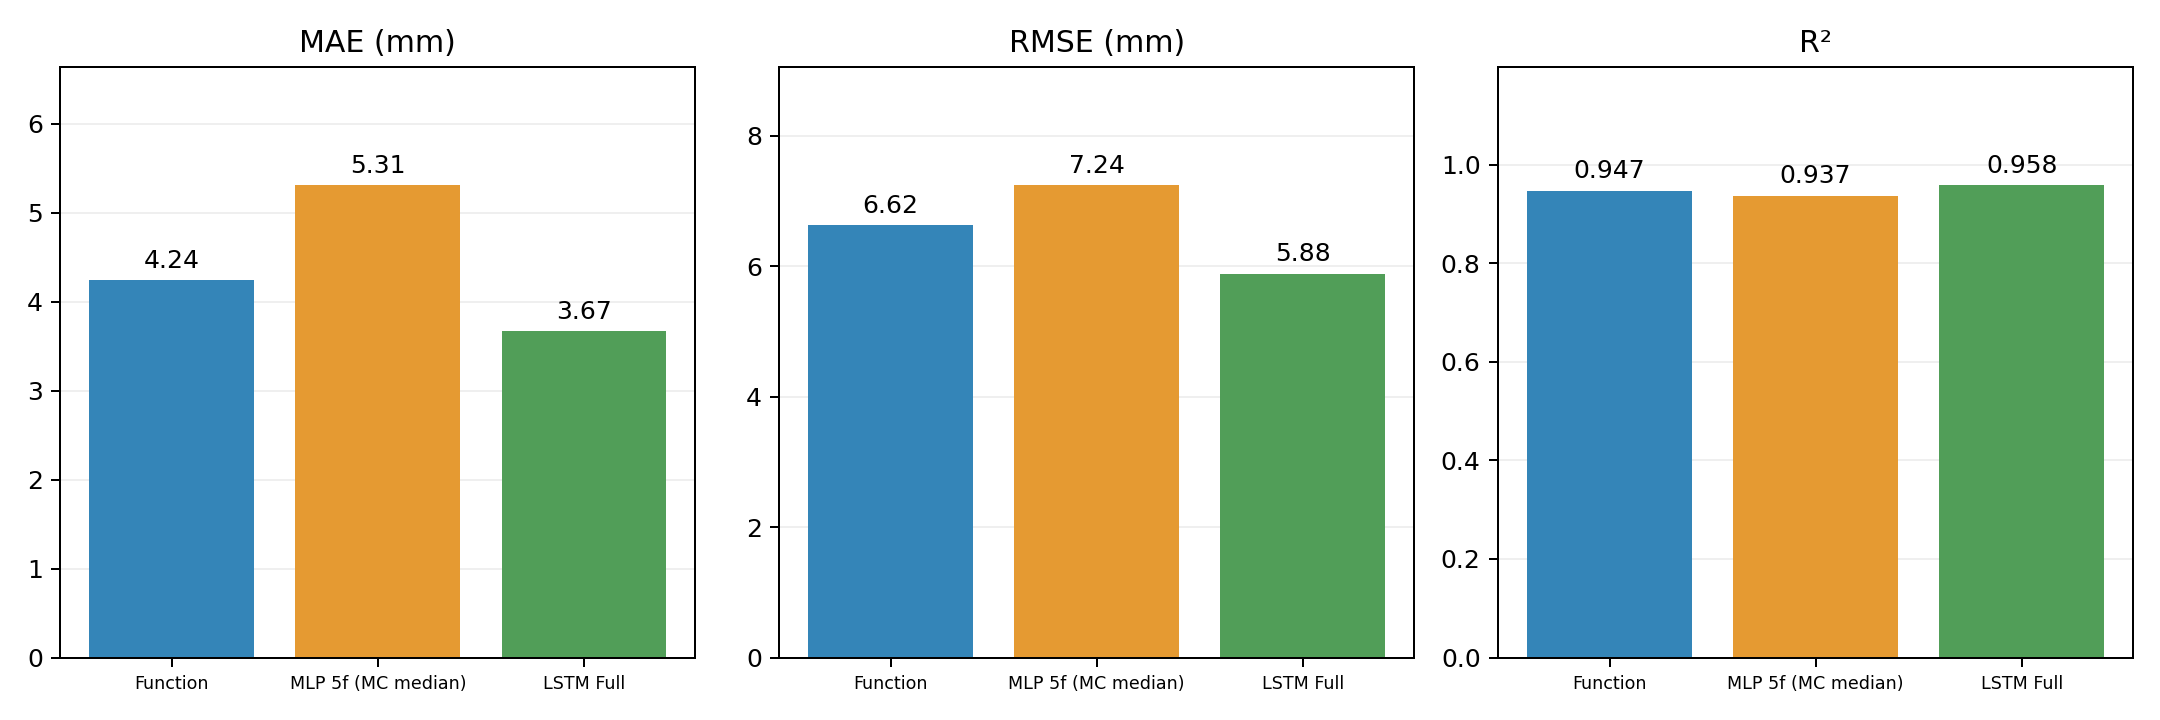 MAE (mm)
6
5
4
3
2
1
0
4.24
5.31
3.67
Function
MLP 5f (MC median)
LSTM Full
RMSE (mm)
8
6
4
2
0
6.62
7.24
5.88
Function
MLP 5f (MC median)
LSTM Full
R²
1.0
0.8
0.6
0.4
0.2
0.0
0.947
0.937
0.958
Function
MLP 5f (MC median)
LSTM Full